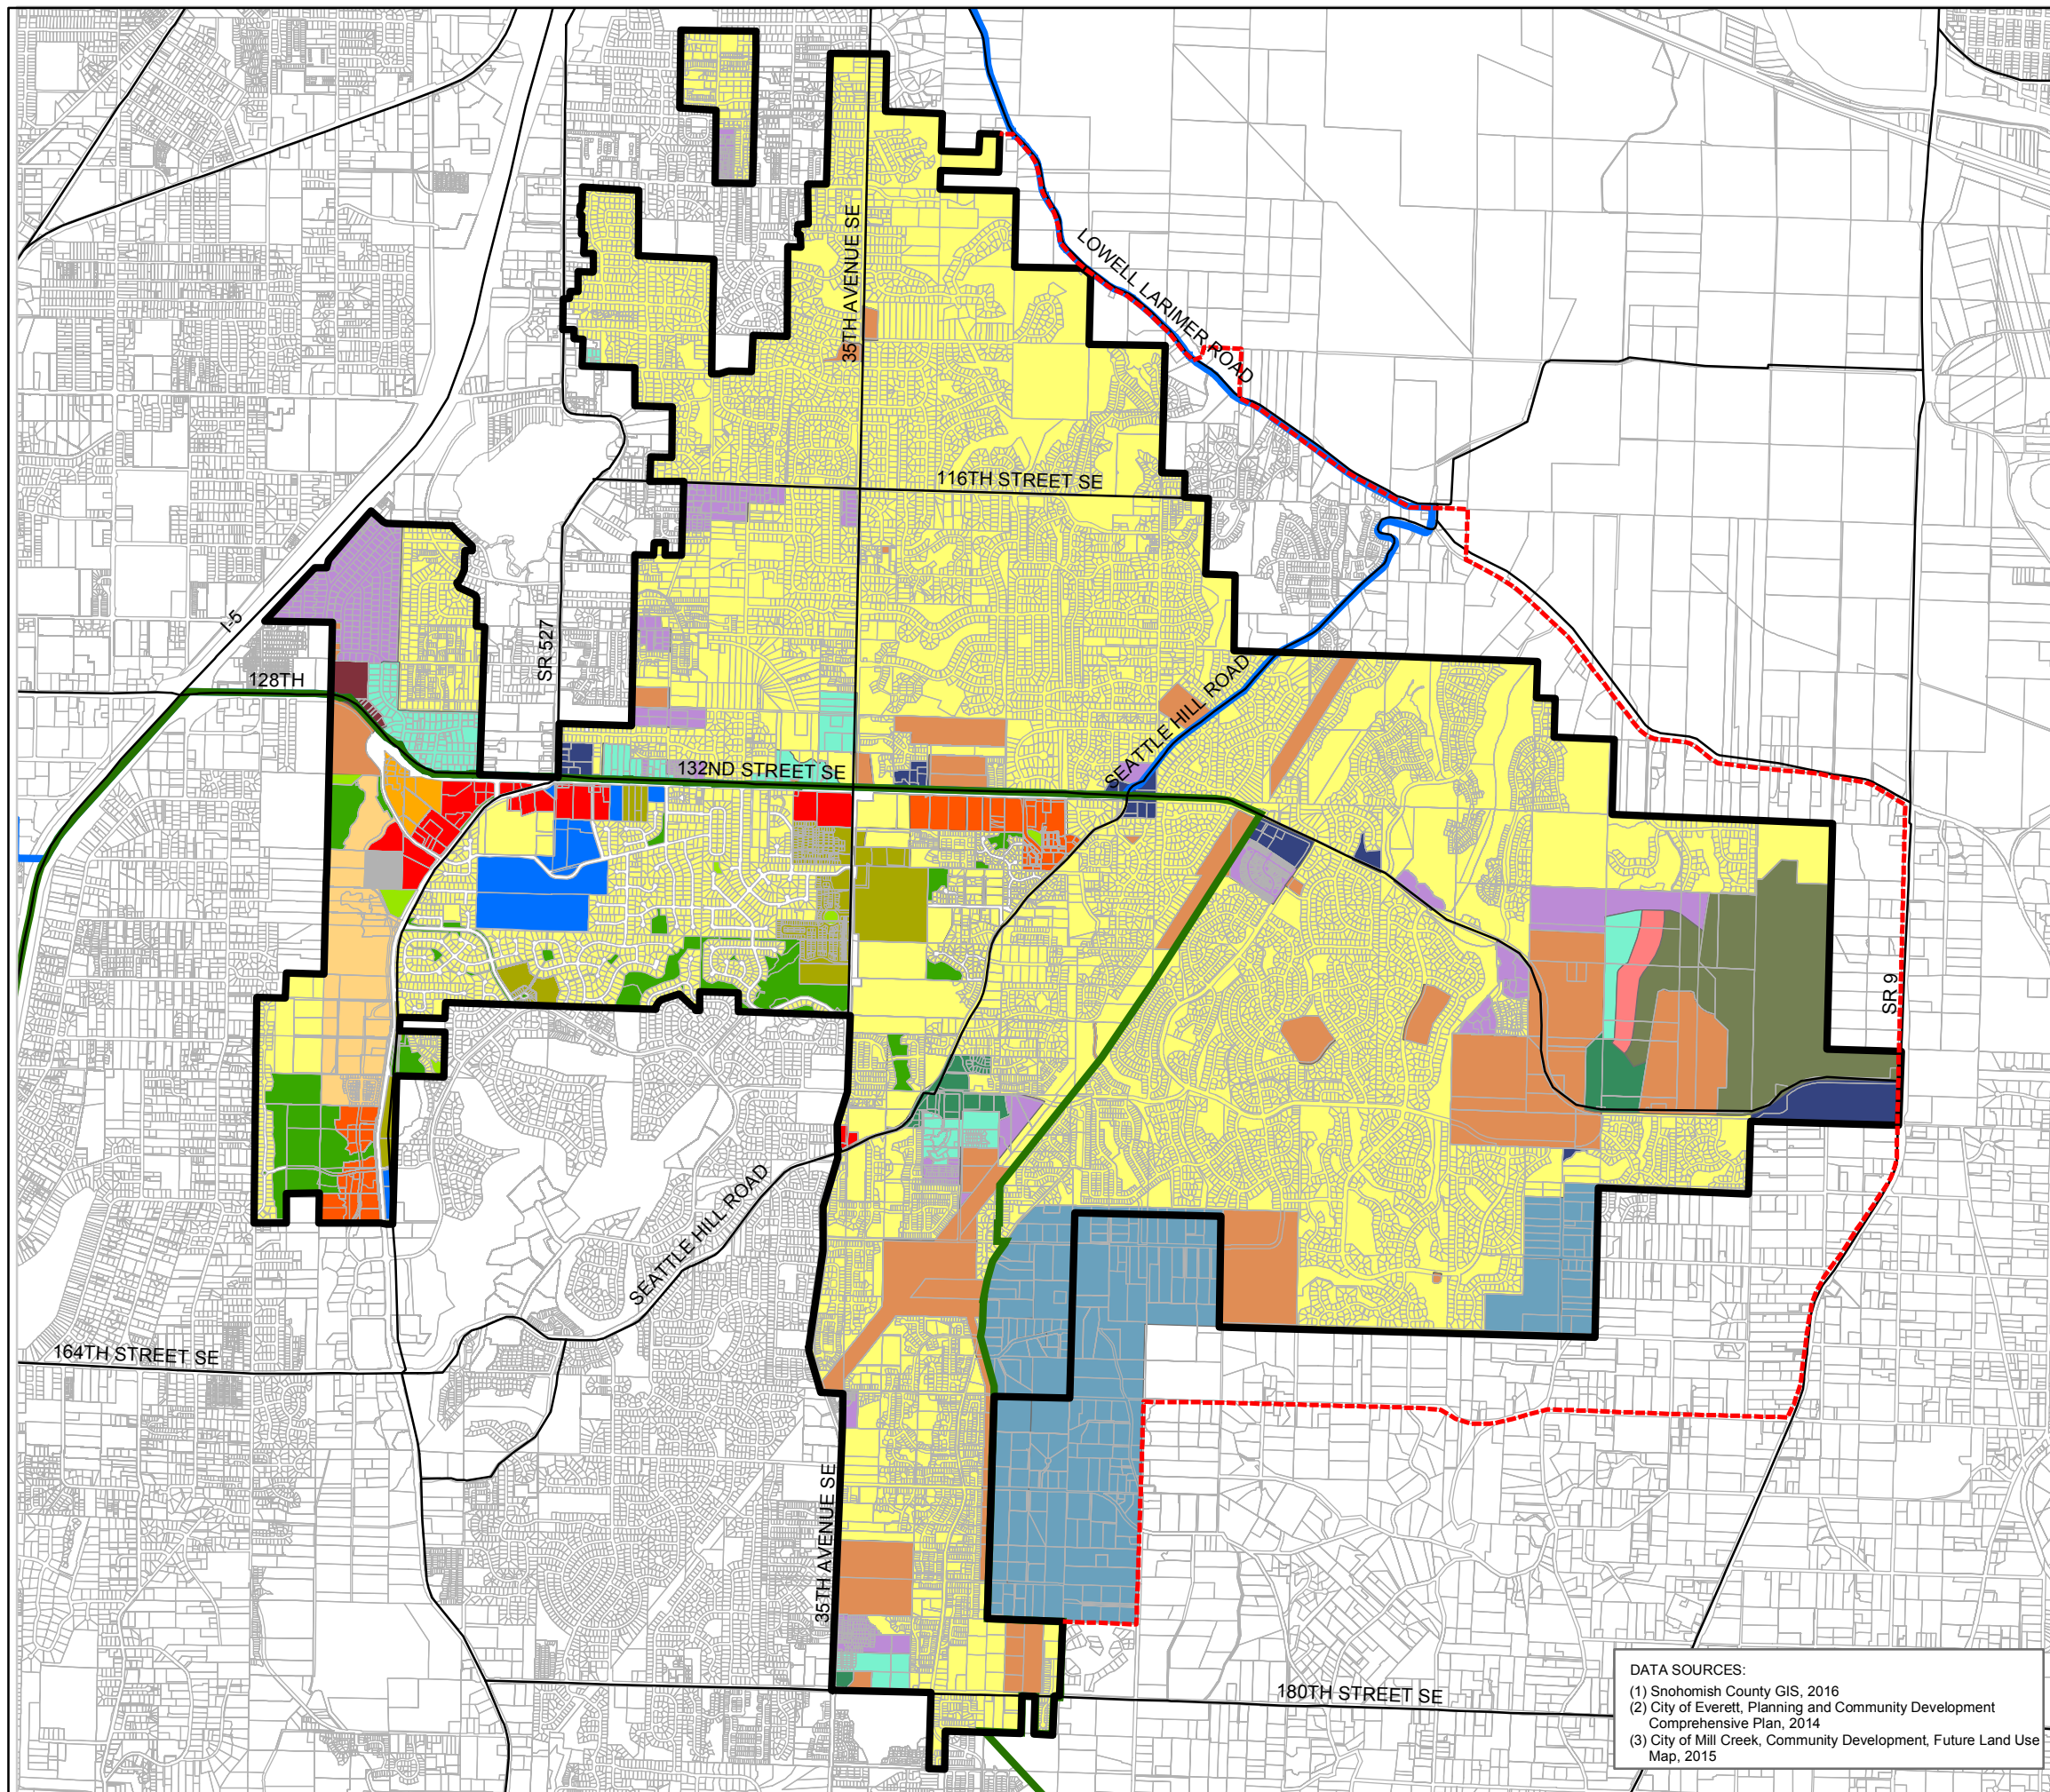 35TH AVENUE SE
LOWELL LARIMER ROAD
116TH STREET SE
I-5
SR 527
128TH
SEATTLE HILL ROAD
132ND STREET SE
SR 9
SEATTLE HILL ROAD
164TH STREET SE
35TH AVENUE SE
180TH STREET SE
DATA SOURCES:
(1) Snohomish County GIS, 2016
(2) City of Everett, Planning and Community Development
Comprehensive Plan, 2014
(3) City of Mill Creek, Community Development, Future Land Use
Map, 2015